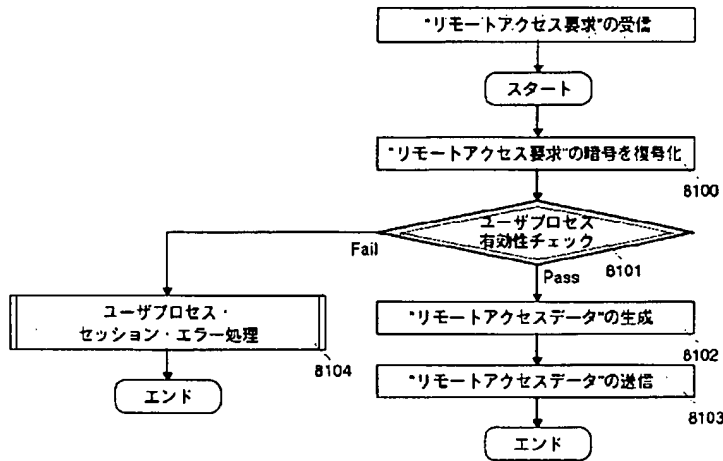 "リモートアクセス要求"の受信
スタート
"リモートアクセス要求"の暗号を復号化
8100
ユーザプロセス
有効性チェック
8101
Fail
Pass
ユーザプロセス・
セッション・エラー処理
8104
エンド
"リモートアクセスデータ"の生成
8102
"リモートアクセスデータ"の送信
8103
エンド